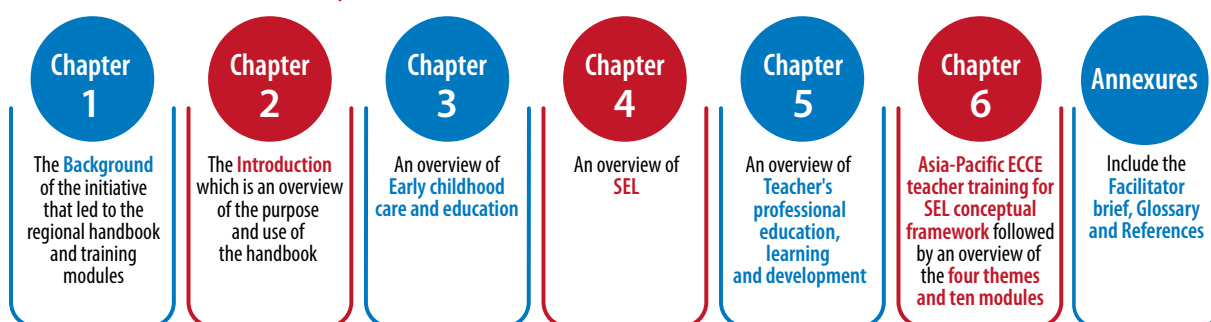 Chapter
1
The Background
of the initiative
that led to the
regional handbook
and training
modules
Chapter
2
The Introduction
which is an overview
of the purpose
and use of
the handbook
Chapter
3
An overview of
Early childhood
care and education
Chapter
4
An overview of
SEL
Chapter
5
An overview of
Teacher's
professional
education,
learning
and development
Chapter
6
Asia-Pacific ECCE
teacher training for
SEL conceptual
framework followed
by an overview of
the four themes
and ten modules
Annexures
Include the
Facilitator
brief, Glossary
and References